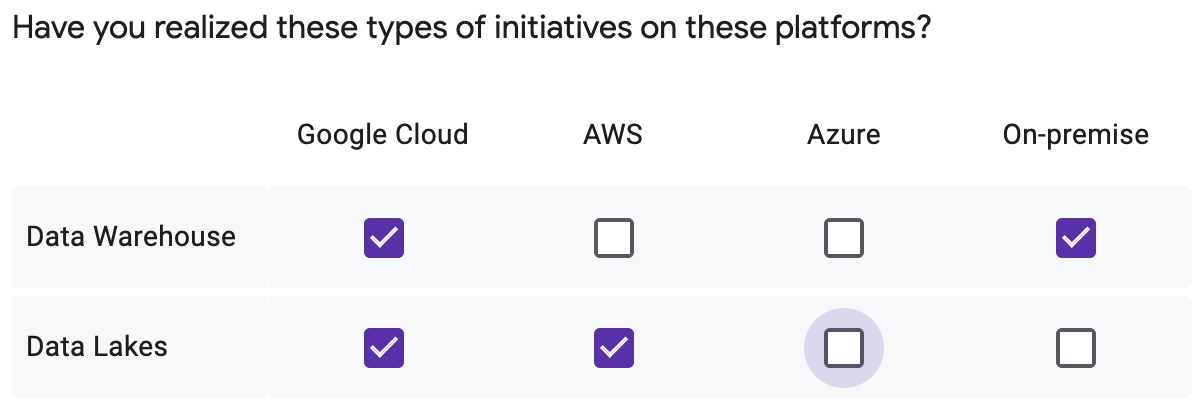 Have you realized these types of initiatives on these platforms?
Google Cloud AWS Azure On-premise
Data Warehouse
Data Lakes